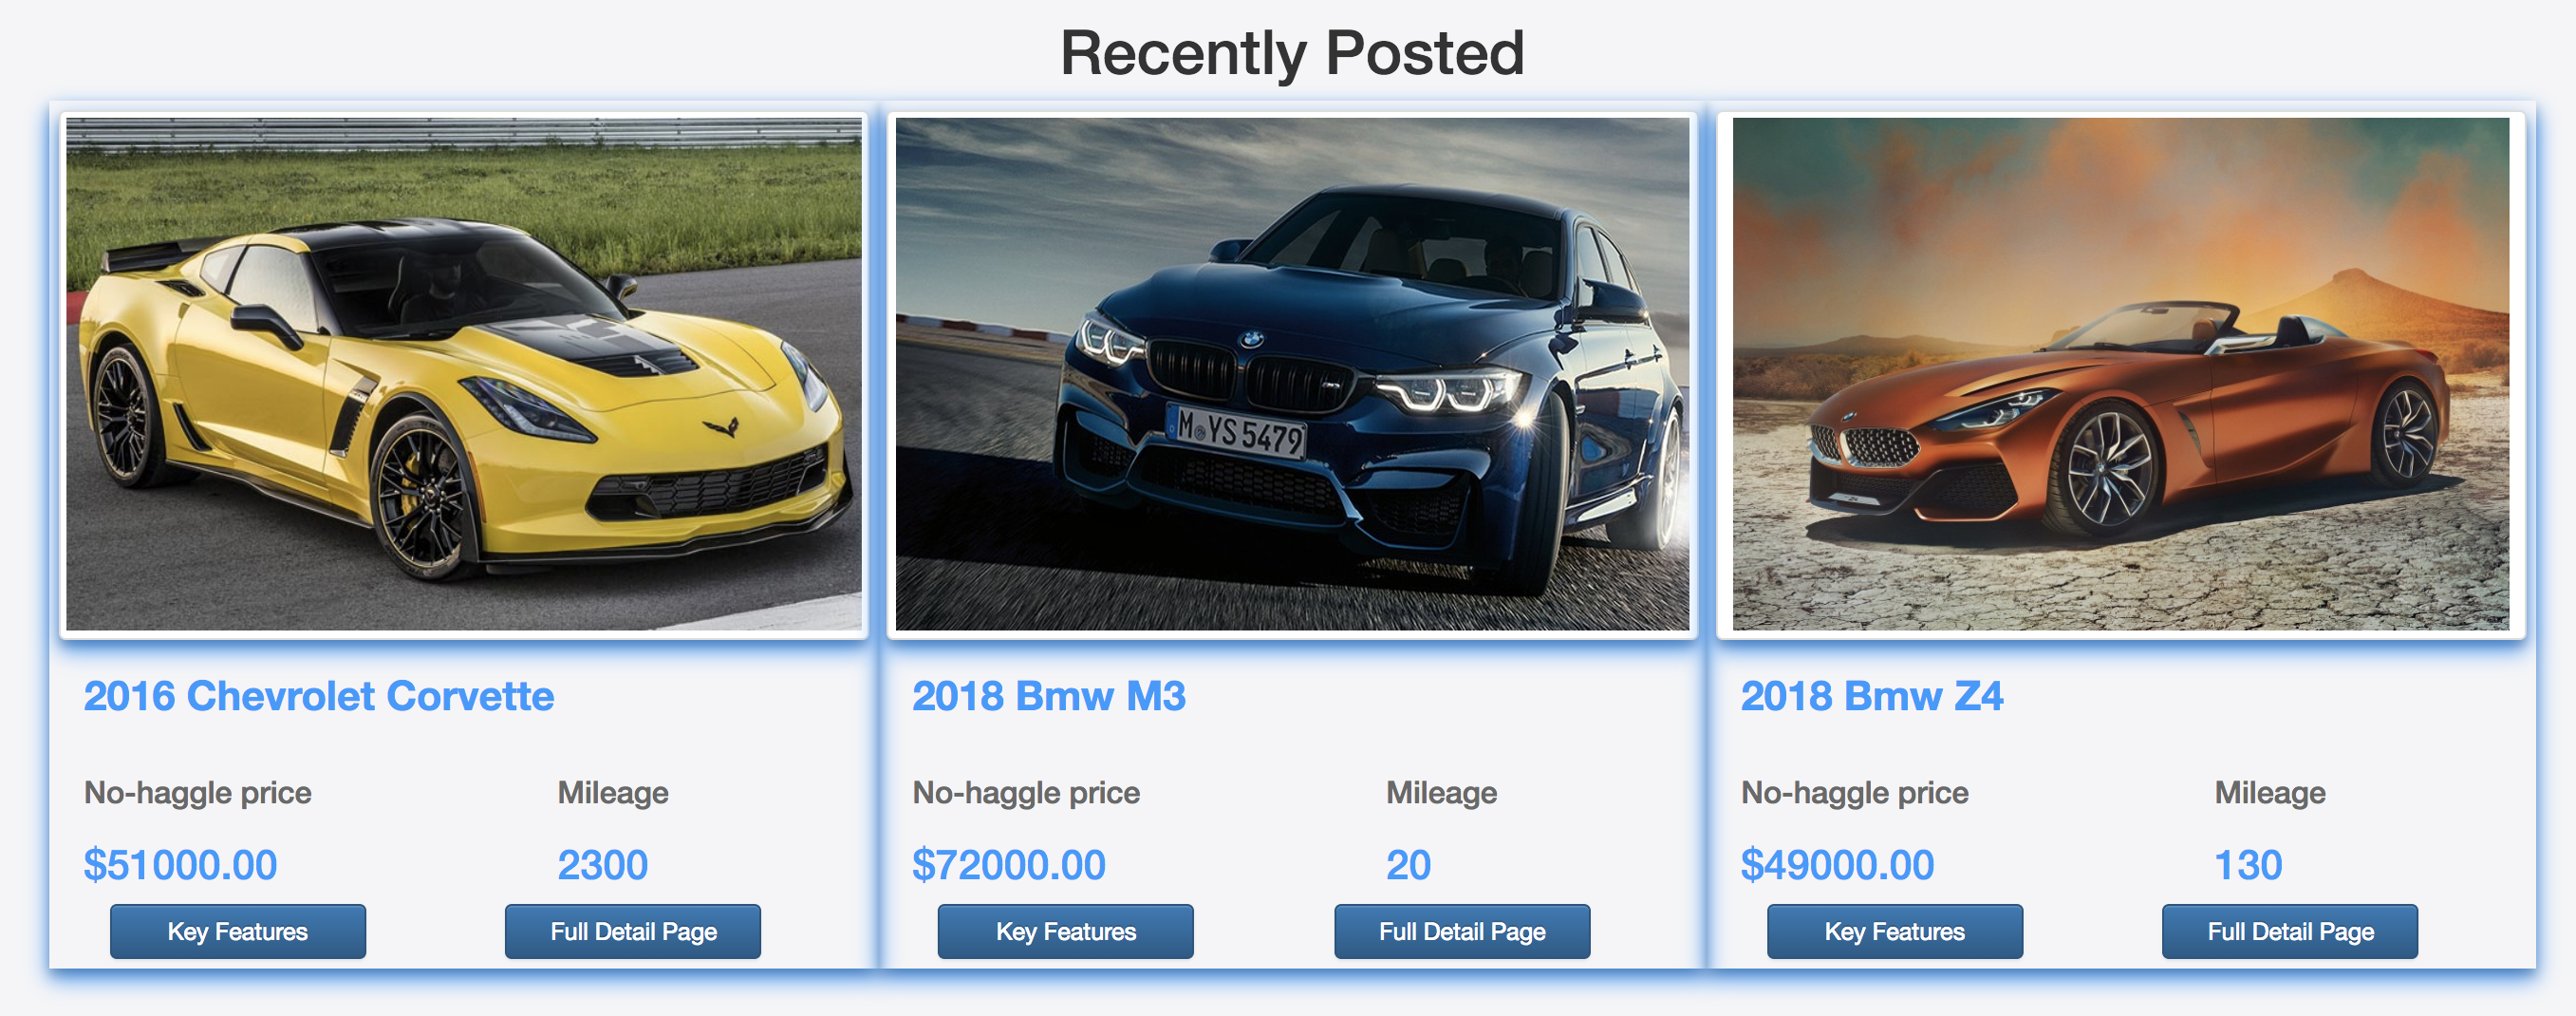 Recently Posted
M YS 5479
2016 Chevrolet Corvette
No-haggle price
Mileage
$51000.00
2300
Key Features
Full Detail Page
2018 Bmw M3
No-haggle price
Mileage
$72000.00
20
Key Features
Full Detail Page
2018 Bmw Z4
No-haggle price
Mileage
$49000.00
130
Key Features
Full Detail Page